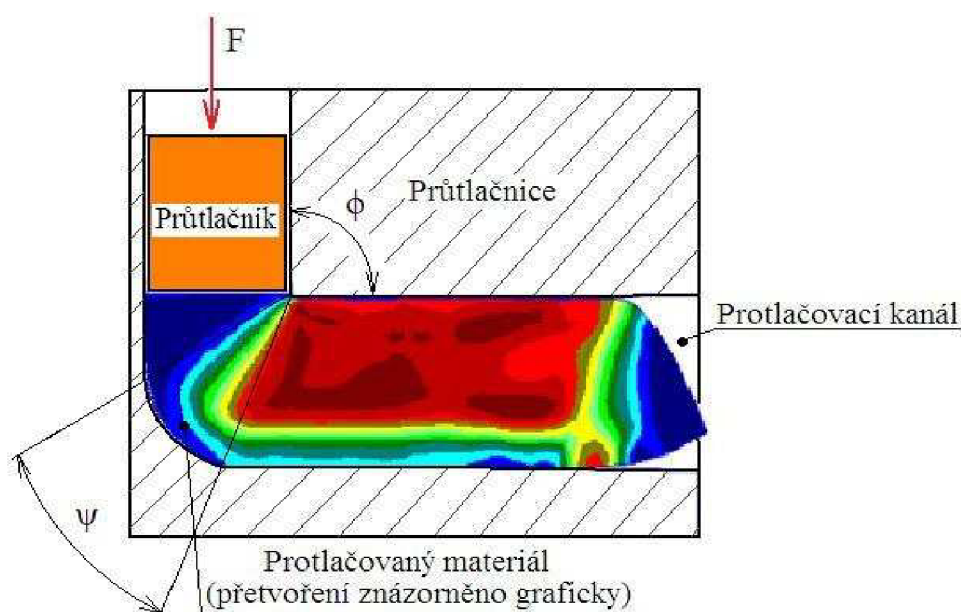 F
Průtlačnice
ϕ
Průtlačník
Protlačovací kanál
ψ
Protlačovaný materiál
(přetvoření znázorněno graficky)